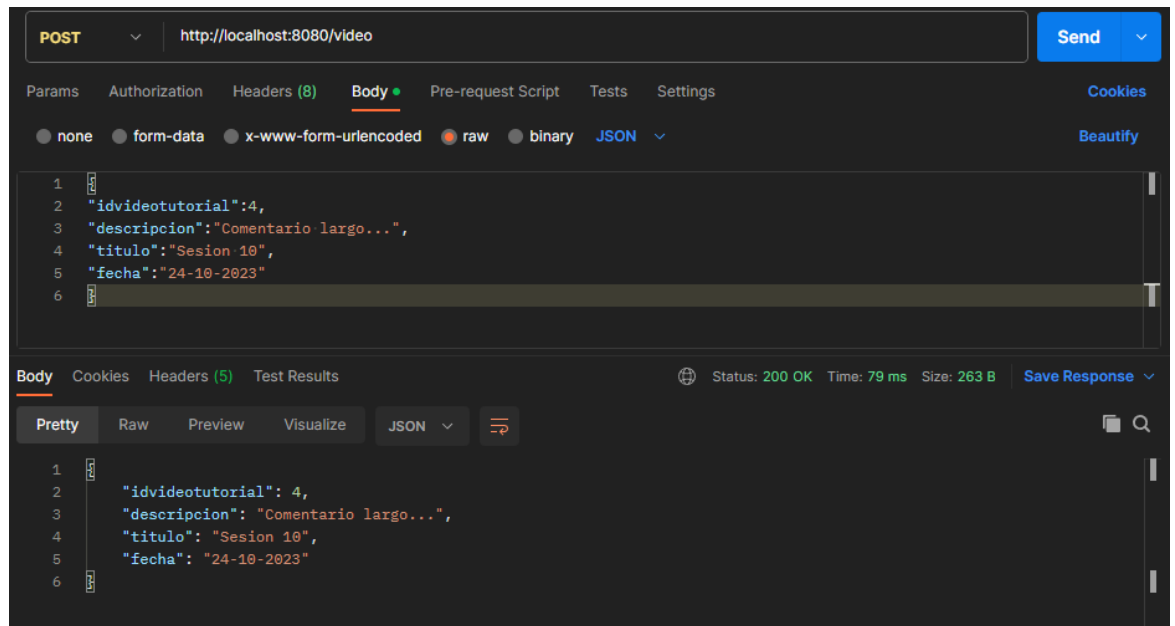 POST http://localhost:8080/video Send
Params Authorization Headers (8) Body Pre-request Script Tests Settings Cookies
none form-data x-www-form-urlencoded raw binary JSON Beautify
1 {
2 "idvideotutorial":4,
3 "descripcion":"Comentario largo...",
4 "titulo":"Sesion 10",
5 "fecha":"24-10-2023"
6 }
Body Cookies Headers (5) Test Results Status: 200 OK Time: 79 ms Size: 263 B Save Response
Pretty Raw Preview Visualize JSON
1 {
2 "idvideotutorial": 4,
3 "descripcion": "Comentario largo...",
4 "titulo": "Sesion 10",
5 "fecha": "24-10-2023"
6 }